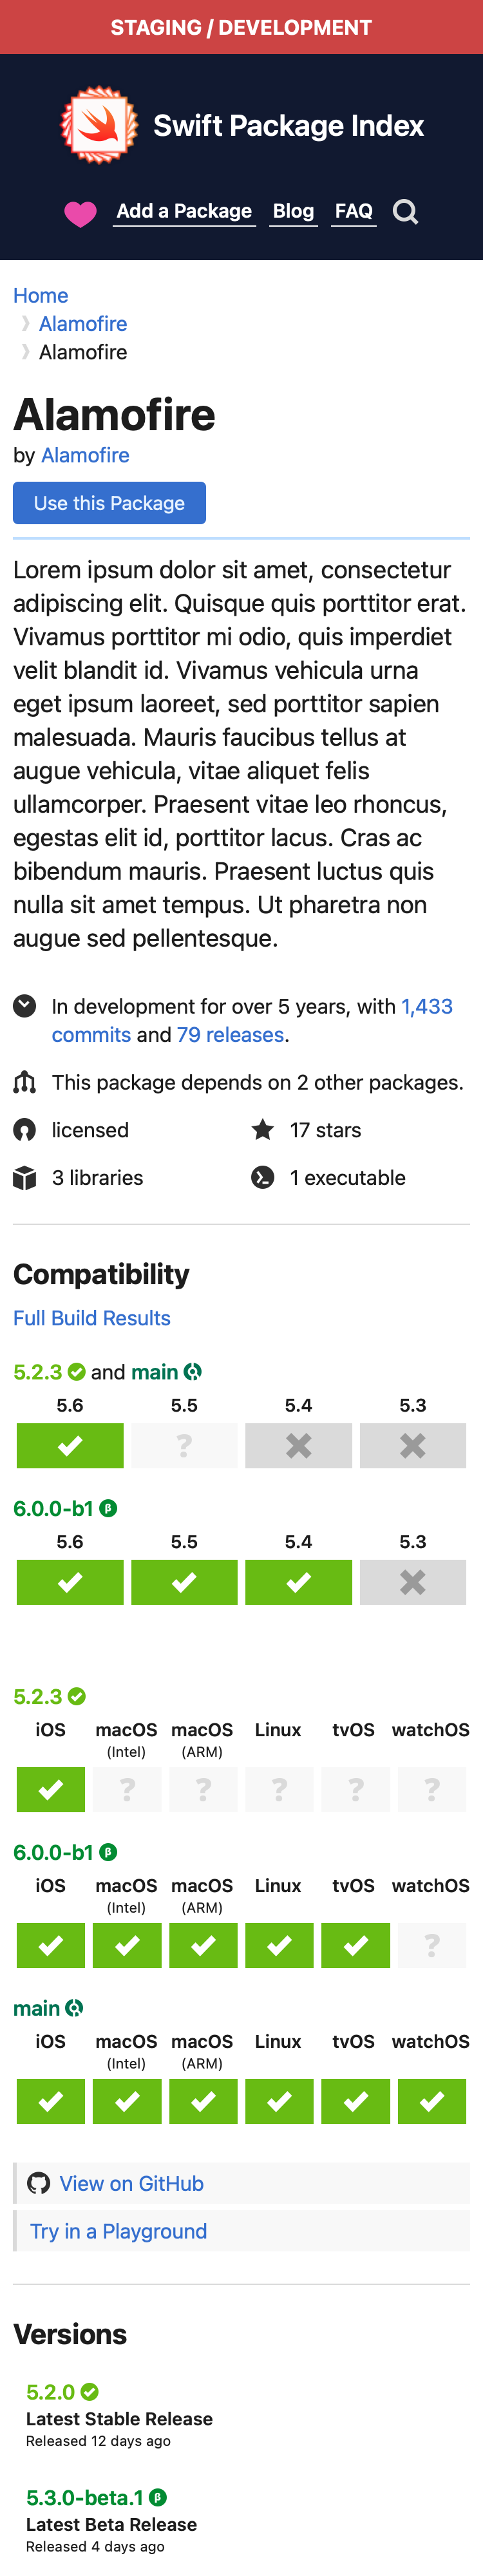 STAGING / DEVELOPMENT
Swift Package Index
Add a Package Blog FAQ
Home
Alamofire
Alamofire
Alamofire
by Alamofire
Use this Package
Lorem ipsum dolor sit amet, consectetur
adipiscing elit. Quisque quis porttitor erat.
Vivamus porttitor mi odio, quis imperdiet
velit blandit id. Vivamus vehicula urna
eget ipsum laoreet, sed porttitor sapien
malesuada. Mauris faucibus tellus at
augue vehicula, vitae aliquet felis
ullamcorper. Praesent vitae leo rhoncus,
egestas elit id, porttitor lacus. Cras ac
bibendum mauris. Praesent luctus quis
nulla sit amet tempus. Ut pharetra non
augue sed pellentesque.
In development for over 5 years, with 1,433
commits and 79 releases.
This package depends on 2 other packages.
licensed 17 stars
3 libraries 1 executable
Compatibility
Full Build Results
5.2.3 and main
5.6 5.5 5.4 5.3
?
6.0.0-b1 β
5.6 5.5 5.4 5.3
5.2.3
iOS macOS macOS Linux tvOS watchOS
(Intel) (ARM)
? ? ? ? ?
6.0.0-b1 β
iOS macOS macOS Linux tvOS watchOS
(Intel) (ARM)
?
main
iOS macOS macOS Linux tvOS watchOS
(Intel) (ARM)
View on GitHub
Try in a Playground
Versions
5.2.0
Latest Stable Release
Released 12 days ago
5.3.0-beta.1 β
Latest Beta Release
Released 4 days ago